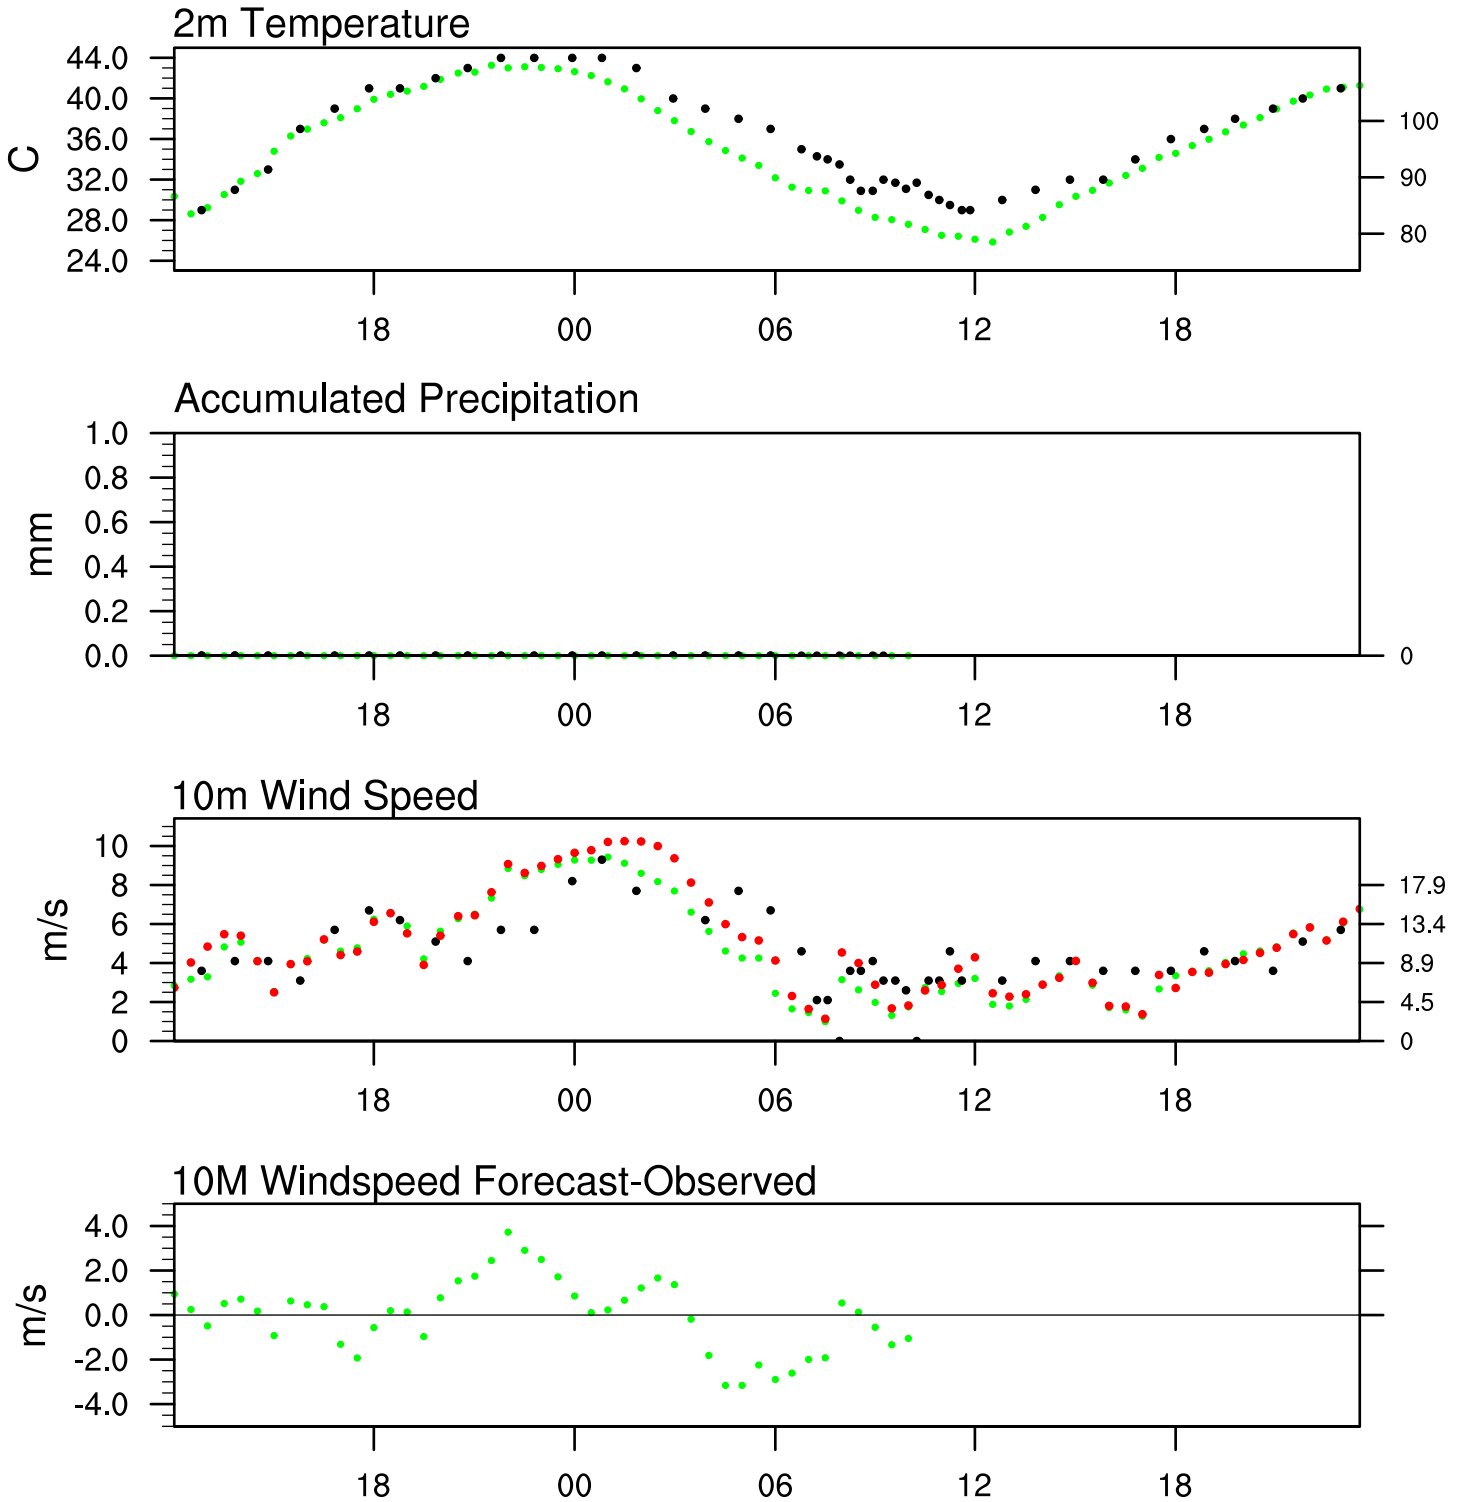 2m Temperature
44.0
40.0
36.0
32.0
28.0
24.0
C
100
90
80
18 00 06 12 18
Accumulated Precipitation
1.0
0.8
0.6
0.4
0.2
0.0
mm
0
18 00 06 12 18
10m Wind Speed
10
8
6
4
2
0
m/s
17.9
13.4
8.9
4.5
0
18 00 06 12 18
10M Windspeed Forecast-Observed
4.0
2.0
0.0
-2.0
-4.0
m/s
18 00 06 12 18